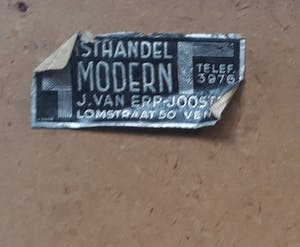 STHANDEL
MODERN
TELEF.
3976
J. VAN ERP-JOOST
LOMSTRAAT 50 VEN